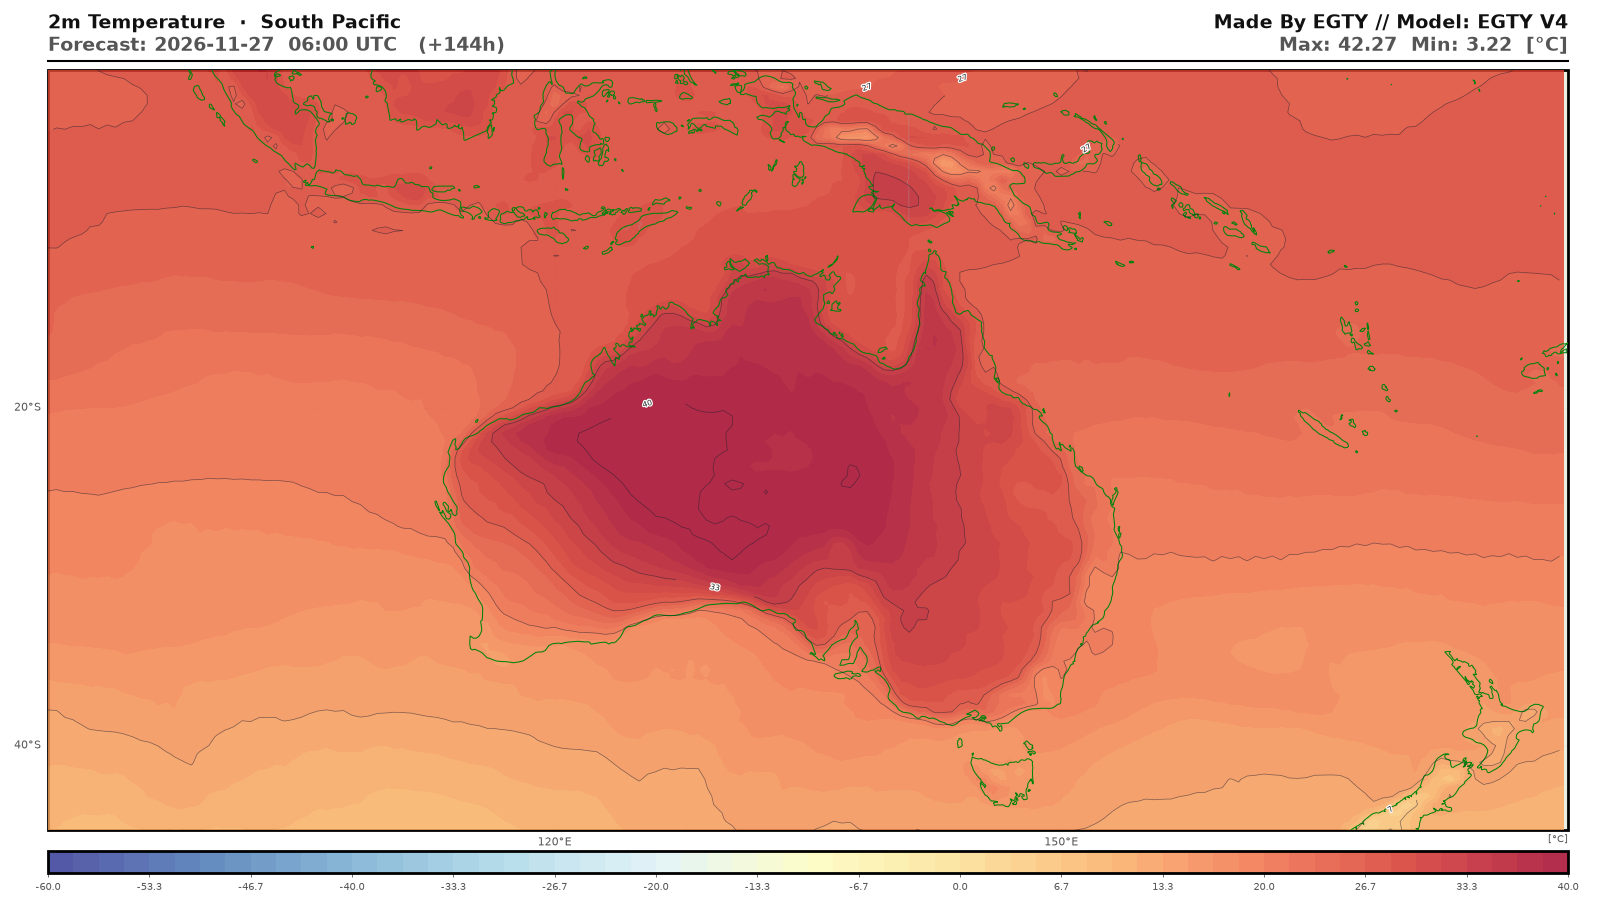 2m Temperature · South Pacific
Made By EGTY // Model: EGTY V4
Forecast: 2026-11-27 06:00 UTC (+144h)
Max: 42.27 Min: 3.22 [°C]
27
27
27
20°S
40
33
40°S
7
120°E
150°E
[°C]
-60.0
-53.3
-46.7
-40.0
-33.3
-26.7
-20.0
-13.3
-6.7
0.0
6.7
13.3
20.0
26.7
33.3
40.0